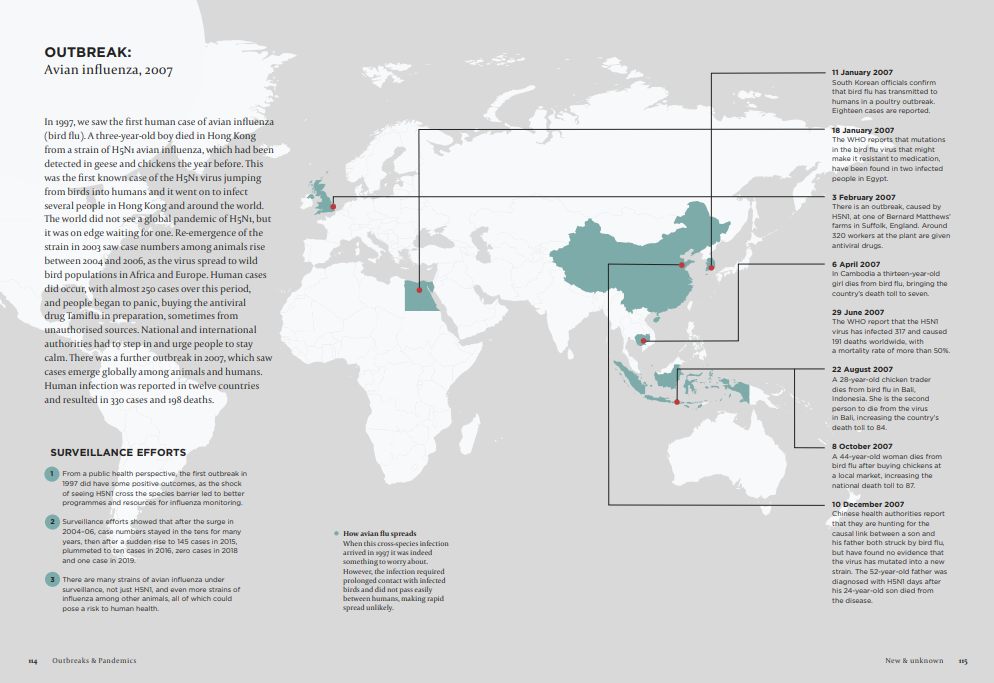 OUTBREAK:
Avian influenza, 2007
In 1997, we saw the first human case of avian influenza
(bird flu). A three-year-old boy died in Hong Kong
from a strain of H5N1 avian influenza, which had been
detected in geese and chickens the year before. This
was the first known case of the H5N1 virus jumping
from birds into humans and it went on to infect
several people in Hong Kong and around the world.
The world did not see a global pandemic of H5N1, but
it was on edge waiting for one. Re-emergence of the
strain in 2003 saw case numbers among animals rise
between 2004 and 2006, as the virus spread to wild
bird populations in Africa and Europe. Human cases
did occur, with almost 250 cases over this period,
and people began to panic, buying the antiviral
drug Tamiflu in preparation, sometimes from
unauthorised sources. National and international
authorities had to step in and urge people to stay
calm. There was a further outbreak in 2007, which saw
cases emerge globally among animals and humans.
Human infection was reported in twelve countries
and resulted in 330 cases and 198 deaths.
SURVEILLANCE EFFORTS
1 From a public health perspective, the first outbreak in
1997 did have some positive outcomes, as the shock
of seeing H5N1 cross the species barrier led to better
programmes and resources for influenza monitoring.
2 Surveillance efforts showed that after the surge in
2004–06, case numbers stayed in the tens for many
years, then after a sudden rise to 145 cases in 2015,
plummeted to ten cases in 2016, zero cases in 2018
and one case in 2019.
3 There are many strains of avian influenza under
surveillance, not just H5N1, and even more strains of
influenza among other animals, all of which could
pose a risk to human health.
How avian flu spreads
When this cross-species infection
arrived in 1997 it was indeed
something to worry about.
However, the infection required
prolonged contact with infected
birds and did not pass easily
between humans, making rapid
spread unlikely.
11 January 2007
South Korean officials confirm
that bird flu has transmitted to
humans in a poultry outbreak.
Eighteen cases are reported.
18 January 2007
The WHO reports that mutations
in the bird flu virus that might
make it resistant to medication,
have been found in two infected
people in Egypt.
3 February 2007
There is an outbreak, caused by
H5N1, at one of Bernard Matthews'
farms in Suffolk, England. Around
320 workers at the plant are given
antiviral drugs.
6 April 2007
In Cambodia a thirteen-year-old
girl dies from bird flu, bringing the
country's death toll to seven.
29 June 2007
The WHO report that the H5N1
virus has infected 317 and caused
191 deaths worldwide, with
a mortality rate of more than 50%.
22 August 2007
A 28-year-old chicken trader
dies from bird flu in Bali,
Indonesia. She is the second
person to die from the virus
in Bali, increasing the country's
death toll to 84.
8 October 2007
A 44-year-old woman dies from
bird flu after buying chickens at
a local market, increasing the
national death toll to 87.
10 December 2007
Chinese health authorities report
that they are hunting for the
causal link between a son and
his father both struck by bird flu,
but have found no evidence that
the virus has mutated into a new
strain. The 52-year-old father was
diagnosed with H5N1 days after
his 24-year-old son died from
the disease.
114 Outbreaks & Pandemics
New & unknown 115